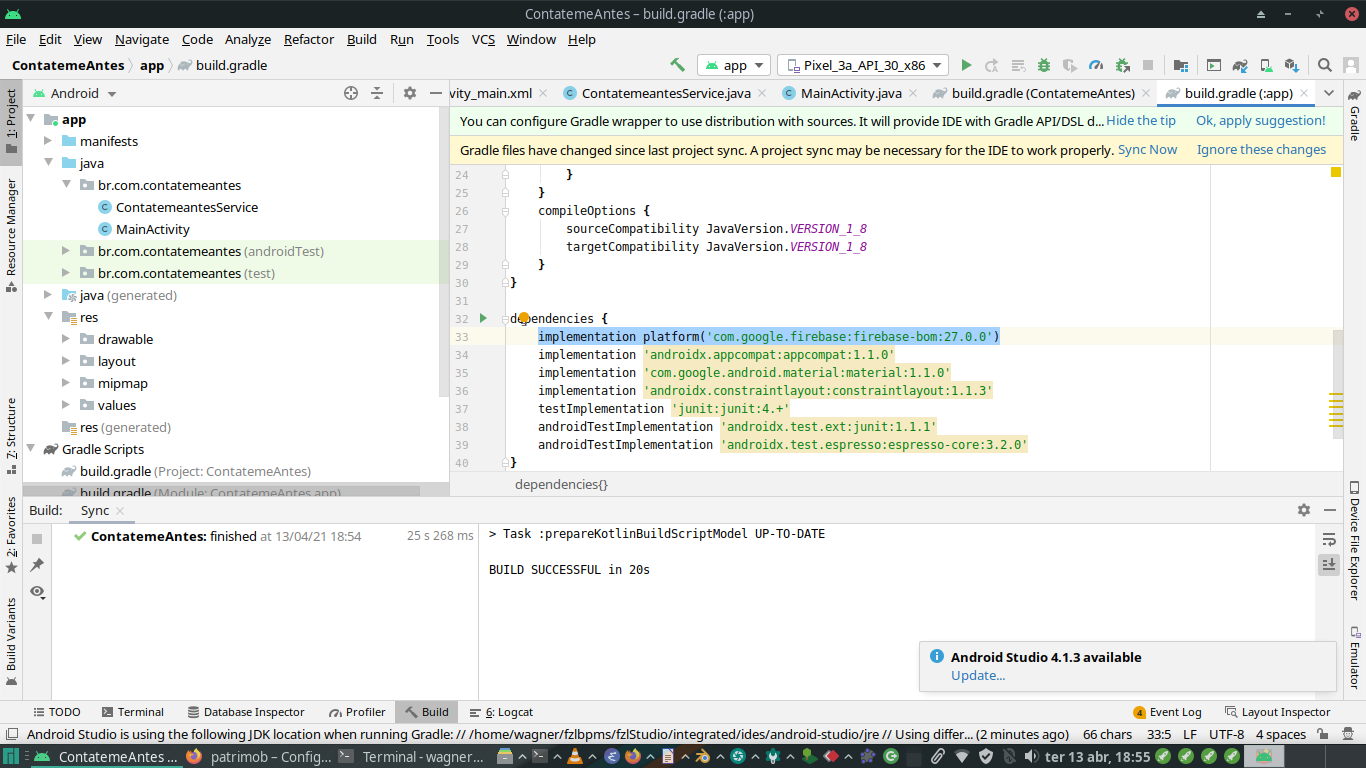 ContatemeAntes – build.gradle (:app)
File Edit View Navigate Code Analyze Refactor Build Run Tools VCS Window Help
ContatemeAntes app build.gradle
app Pixel_3a_API_30_x86
Android
vity_main.xml ContatemeantesService.java MainActivity.java build.gradle (ContatemeAntes) build.gradle (:app)
1: Project
Resource Manager
Z: Structure
2: Favorites
Build Variants
app
manifests
java
br.com.contatemeantes
ContatemeantesService
MainActivity
br.com.contatemeantes (androidTest)
br.com.contatemeantes (test)
java (generated)
res
drawable
layout
mipmap
values
res (generated)
Gradle Scripts
build.gradle (Project: ContatemeAntes)
build.gradle (Module: ContatemeAntes.app)
You can configure Gradle wrapper to use distribution with sources. It will provide IDE with Gradle API/DSL d... Hide the tip Ok, apply suggestion!
Gradle files have changed since last project sync. A project sync may be necessary for the IDE to work properly. Sync Now Ignore these changes
24 }
25 }
26 compileOptions {
27 sourceCompatibility JavaVersion.VERSION_1_8
28 targetCompatibility JavaVersion.VERSION_1_8
29 }
30 }
31
32 dependencies {
33 implementation platform('com.google.firebase:firebase-bom:27.0.0')
34 implementation 'androidx.appcompat:appcompat:1.1.0'
35 implementation 'com.google.android.material:material:1.1.0'
36 implementation 'androidx.constraintlayout:constraintlayout:1.1.3'
37 testImplementation 'junit:junit:4.+'
38 androidTestImplementation 'androidx.test.ext:junit:1.1.1'
39 androidTestImplementation 'androidx.test.espresso:espresso-core:3.2.0'
40 }
dependencies{}
Gradle
Device File Explorer
Emulator
Build: Sync
ContatemeAntes: finished at 13/04/21 18:54 25 s 268 ms
> Task :prepareKotlinBuildScriptModel UP-TO-DATE
BUILD SUCCESSFUL in 20s
Android Studio 4.1.3 available
Update...
TODO Terminal Database Inspector Profiler Build 6: Logcat 4 Event Log Layout Inspector
Android Studio is using the following JDK location when running Gradle: // /home/wagner/fzlbpms/fzlStudio/integrated/ides/android-studio/jre // Using differ... (2 minutes ago) 66 chars 33:5 LF UTF-8 4 spaces
ContatemeAntes ... patrimob – Config... Terminal - wagner... ter 13 abr, 18:55